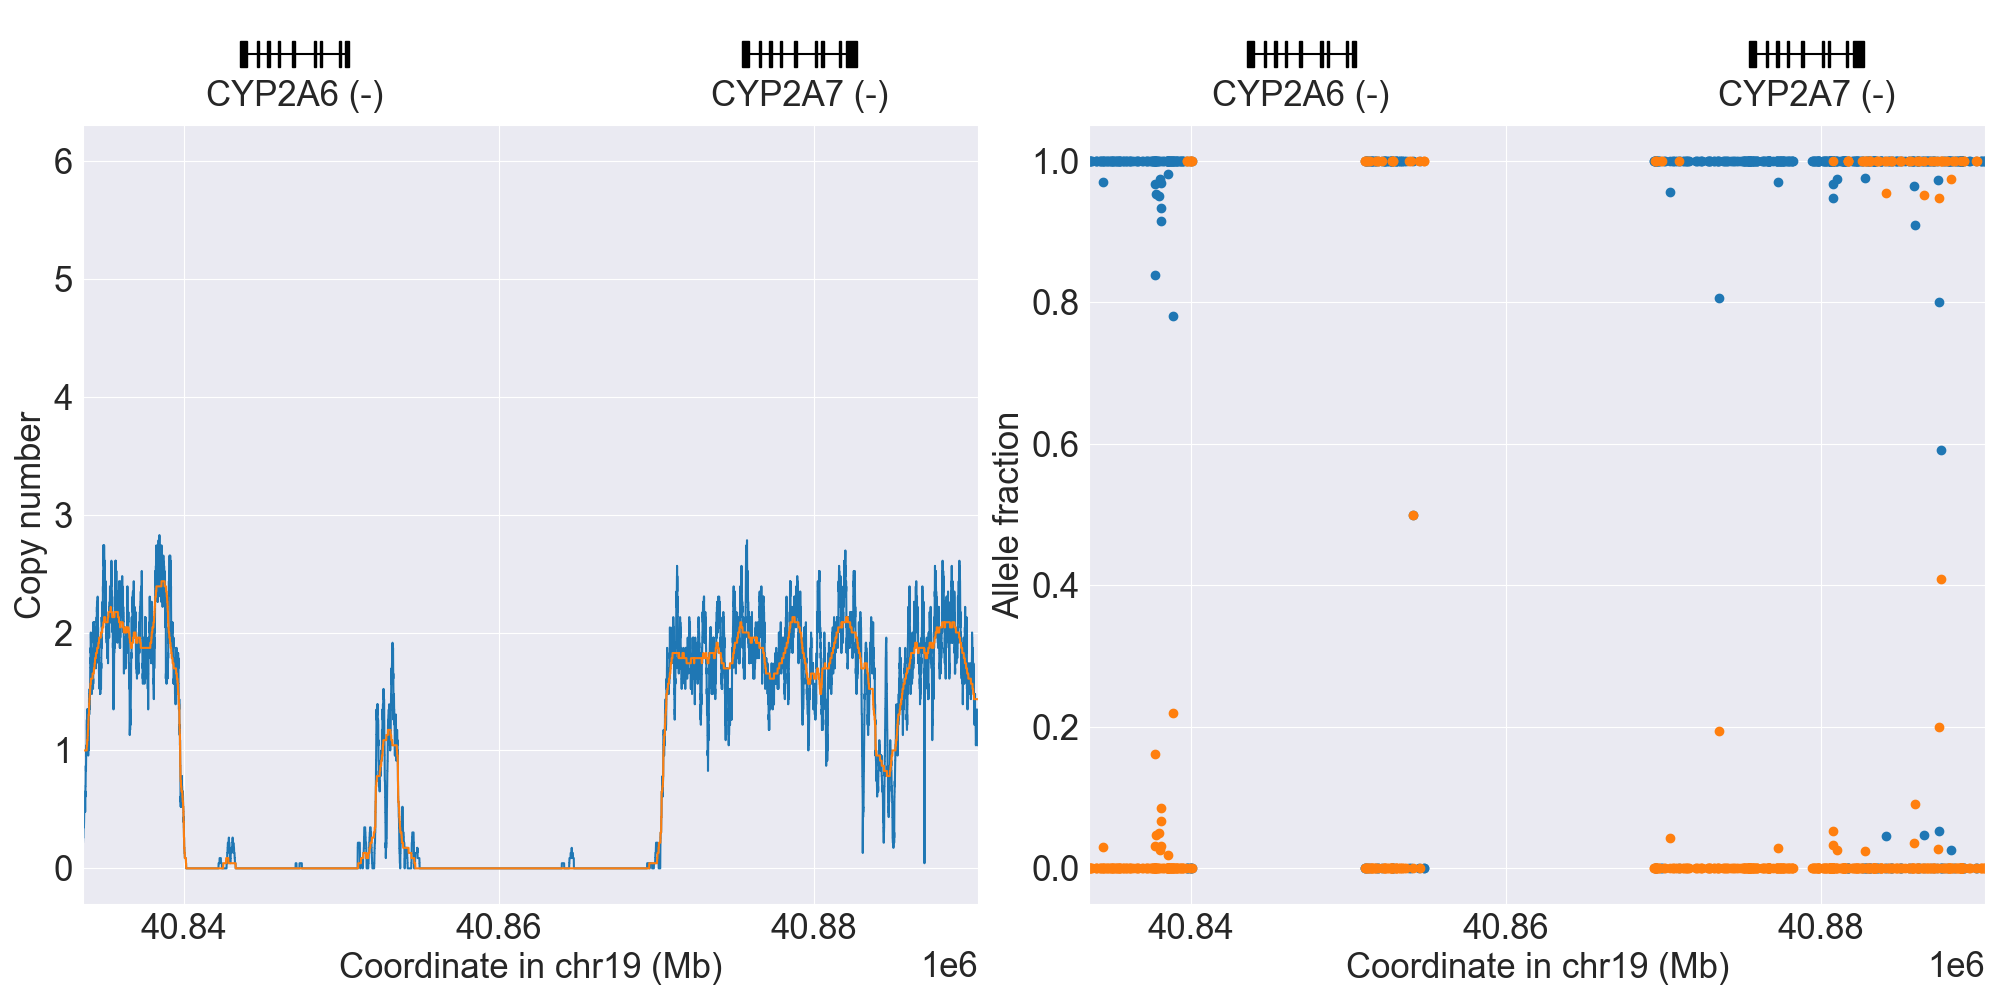 CYP2A6 (-)
CYP2A7 (-)
6
5
4
3
2
1
0
Copy number
40.84
40.86
40.88
Coordinate in chr19 (Mb)
1e6
CYP2A6 (-)
CYP2A7 (-)
1.0
0.8
0.6
0.4
0.2
0.0
Allele fraction
40.84
40.86
40.88
Coordinate in chr19 (Mb)
1e6